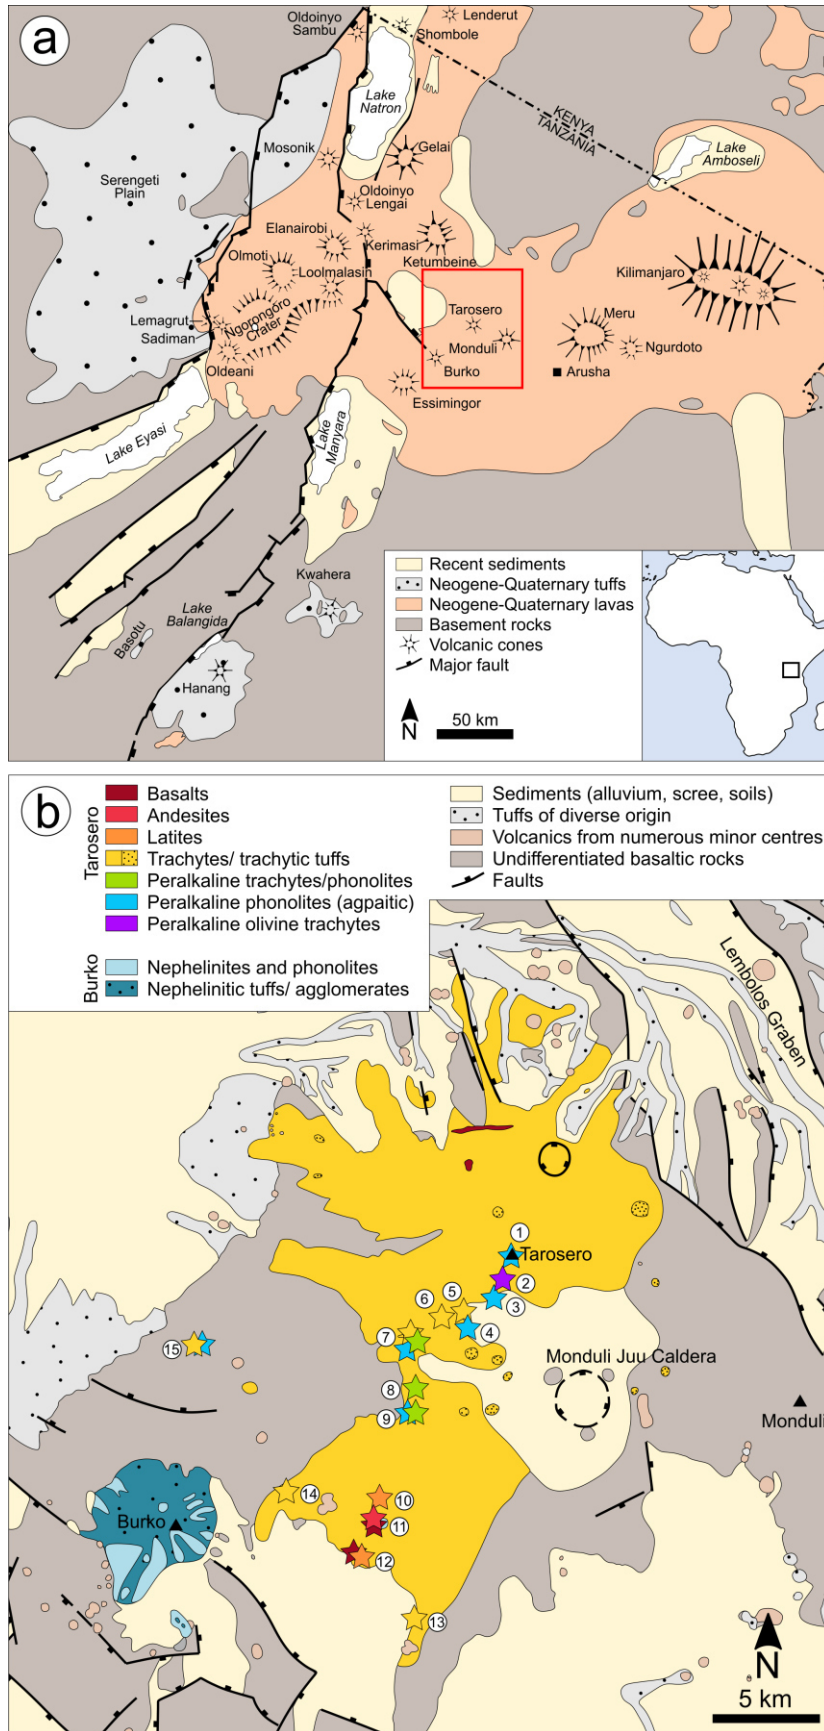 a
Oldoinyo
Sambu
Lenderut
Shombole
Lake
Natron
KENYA
TANZANIA
Mosonik
Gelai
Lake
Amboseli
Serengeti
Plain
Oldoinyo
Lengai
Elanairobi
Kerimasi
Olmoti
Ketumbeine
Loolmalasin
Kilimanjaro
Tarosero
Meru
Lemagrut
Ngorongoro
Crater
Sadiman
Monduli
Ngurdoto
Oldeani
Burko
Arusha
Essimingor
Lake Eyasi
Lake
Manyara
Kwahera
Lake
Balangida
Basotu
Hanang
Recent sediments
Neogene-Quaternary tuffs
Neogene-Quaternary lavas
Basement rocks
Volcanic cones
Major fault
N
50 km
b
Tarosero
Basalts
Andesites
Latites
Trachytes/ trachytic tuffs
Peralkaline trachytes/phonolites
Peralkaline phonolites (agpaitic)
Peralkaline olivine trachytes
Burko
Nephelinites and phonolites
Nephelinitic tuffs/ agglomerates
Sediments (alluvium, scree, soils)
Tuffs of diverse origin
Volcanics from numerous minor centres
Undifferentiated basaltic rocks
Faults
Lembolos Graben
1
Tarosero
2
3
5
6
4
7
15
Monduli Juu Caldera
8
9
Monduli
14
10
Burko
11
12
13
N
5 km